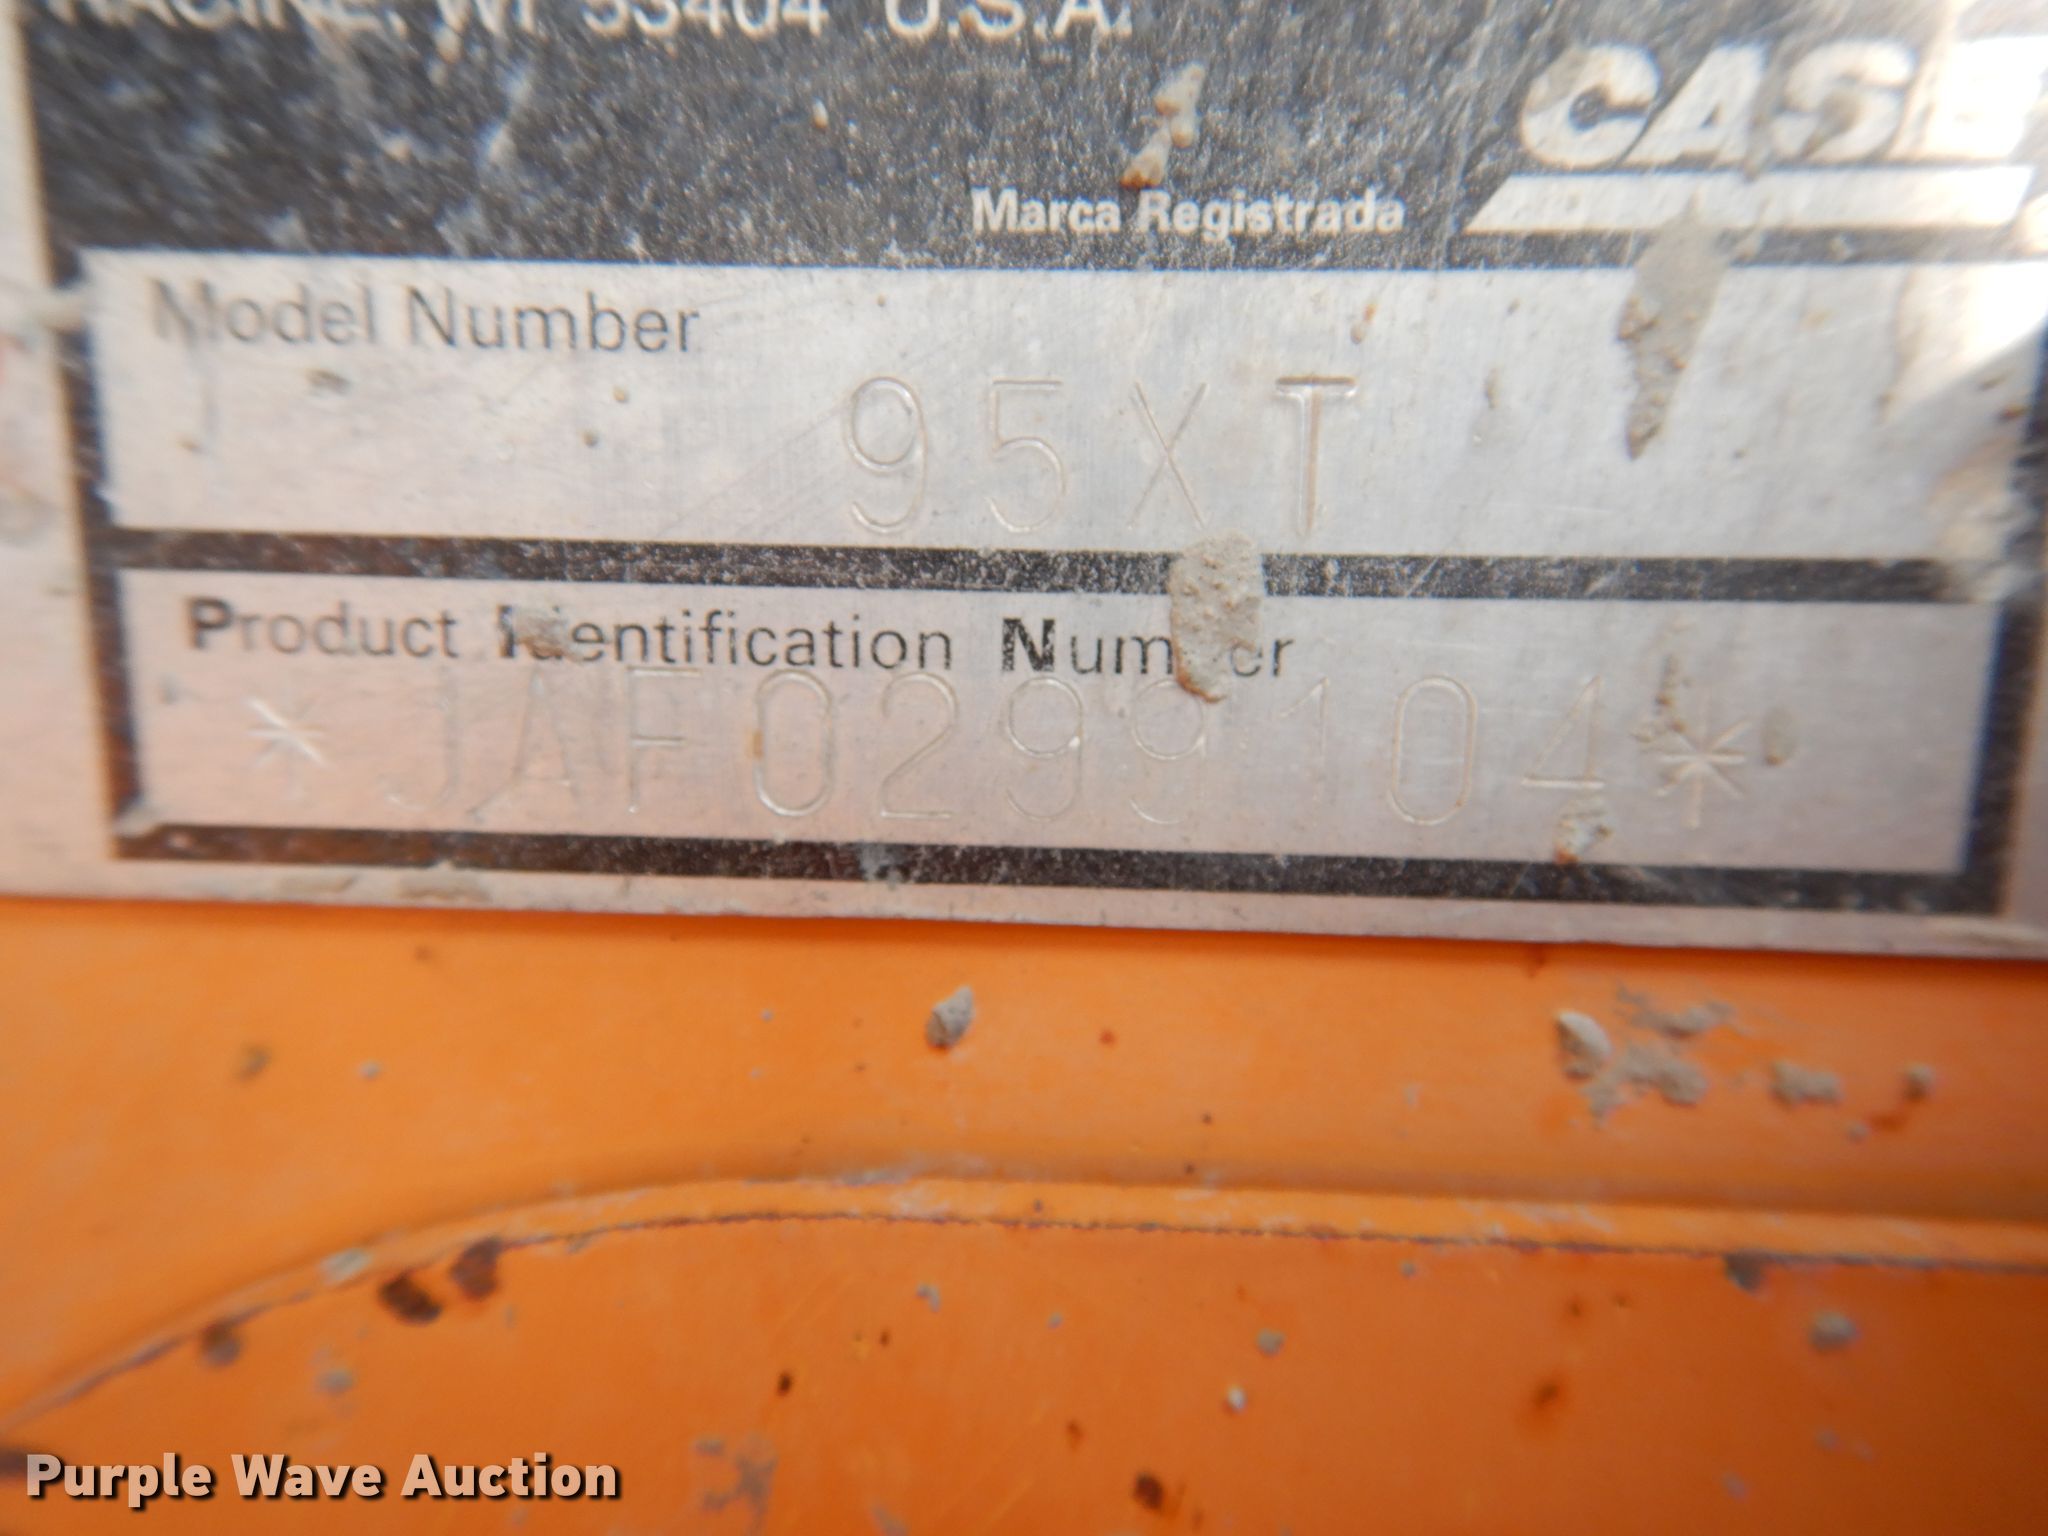 RACINE, WI 53404 U.S.A.
CASE
Marca Registrada
Model Number
95XT
Product Identification Number
*JAF0299104*
Purple Wave Auction